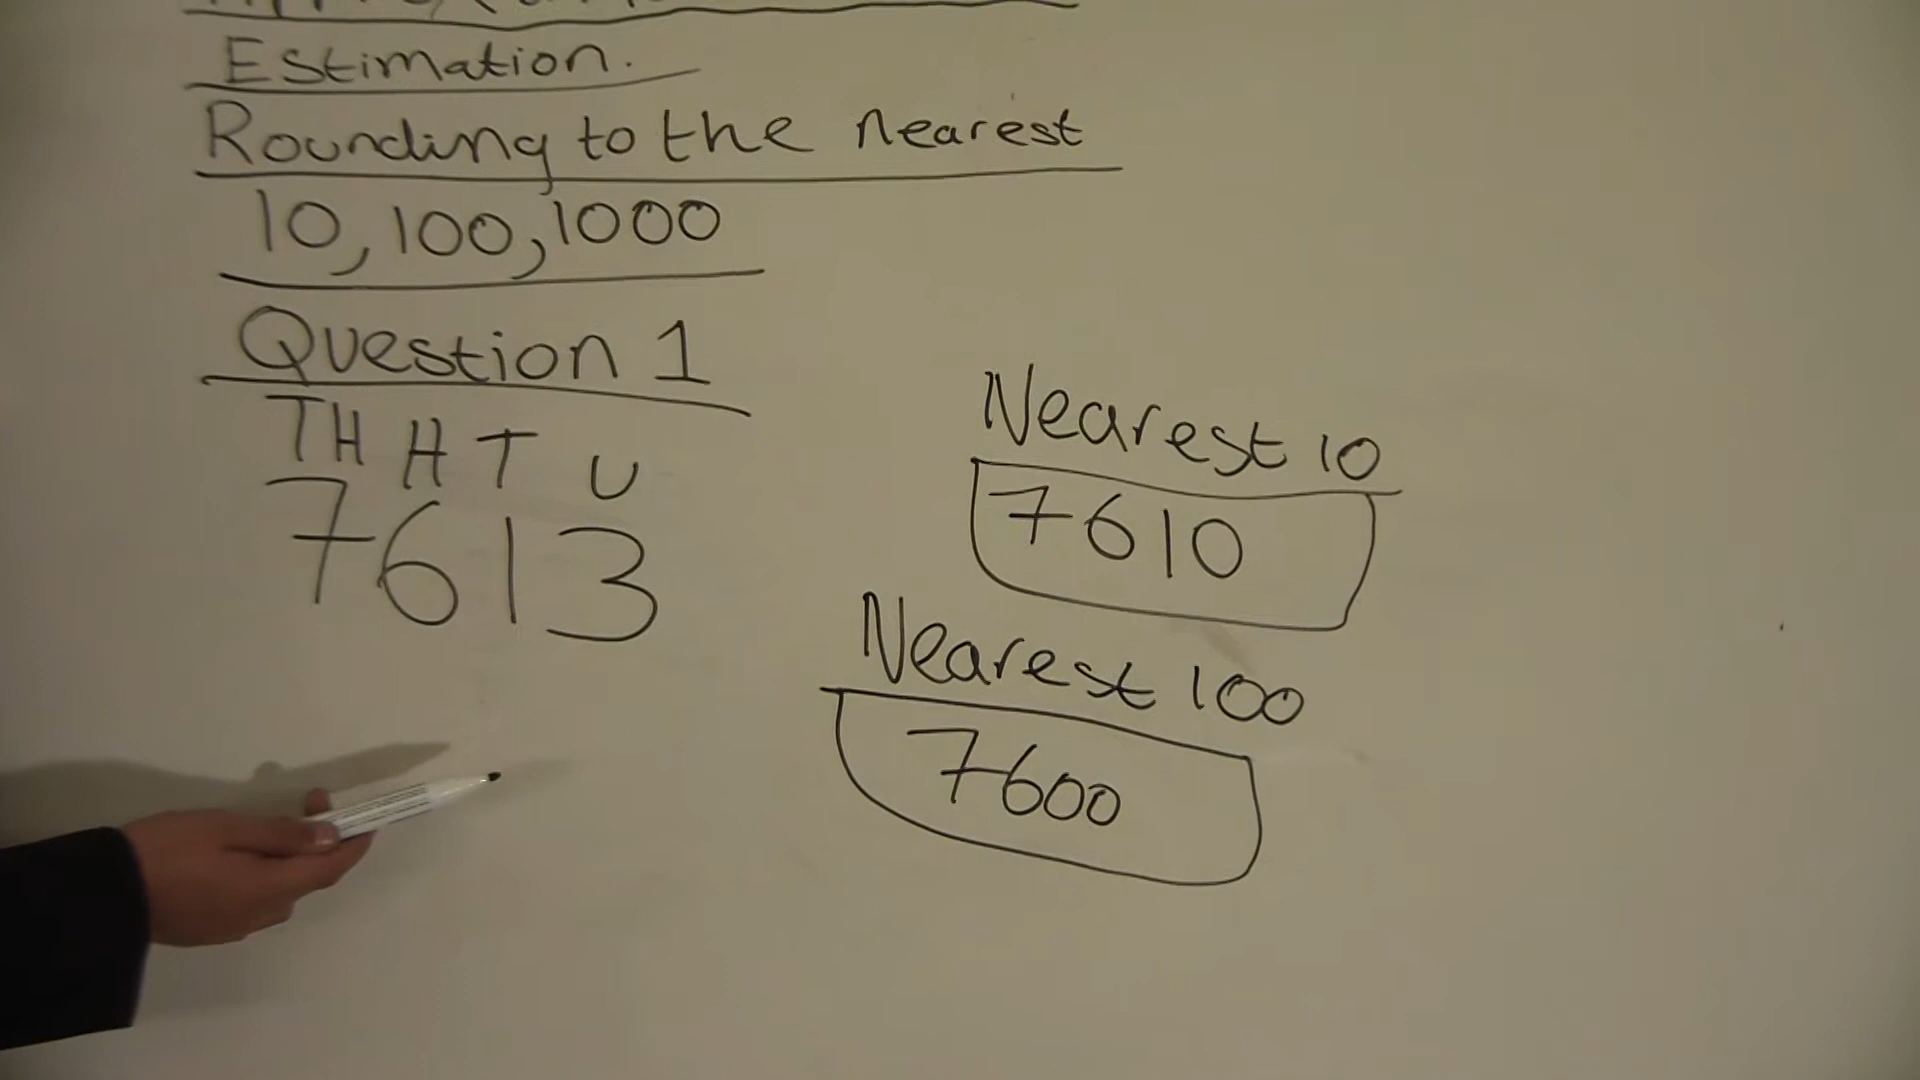 Estimation.
Rounding to the nearest
10, 100, 1000
Question 1
TH H T U
7613
Nearest 10
7610
Nearest 100
7600